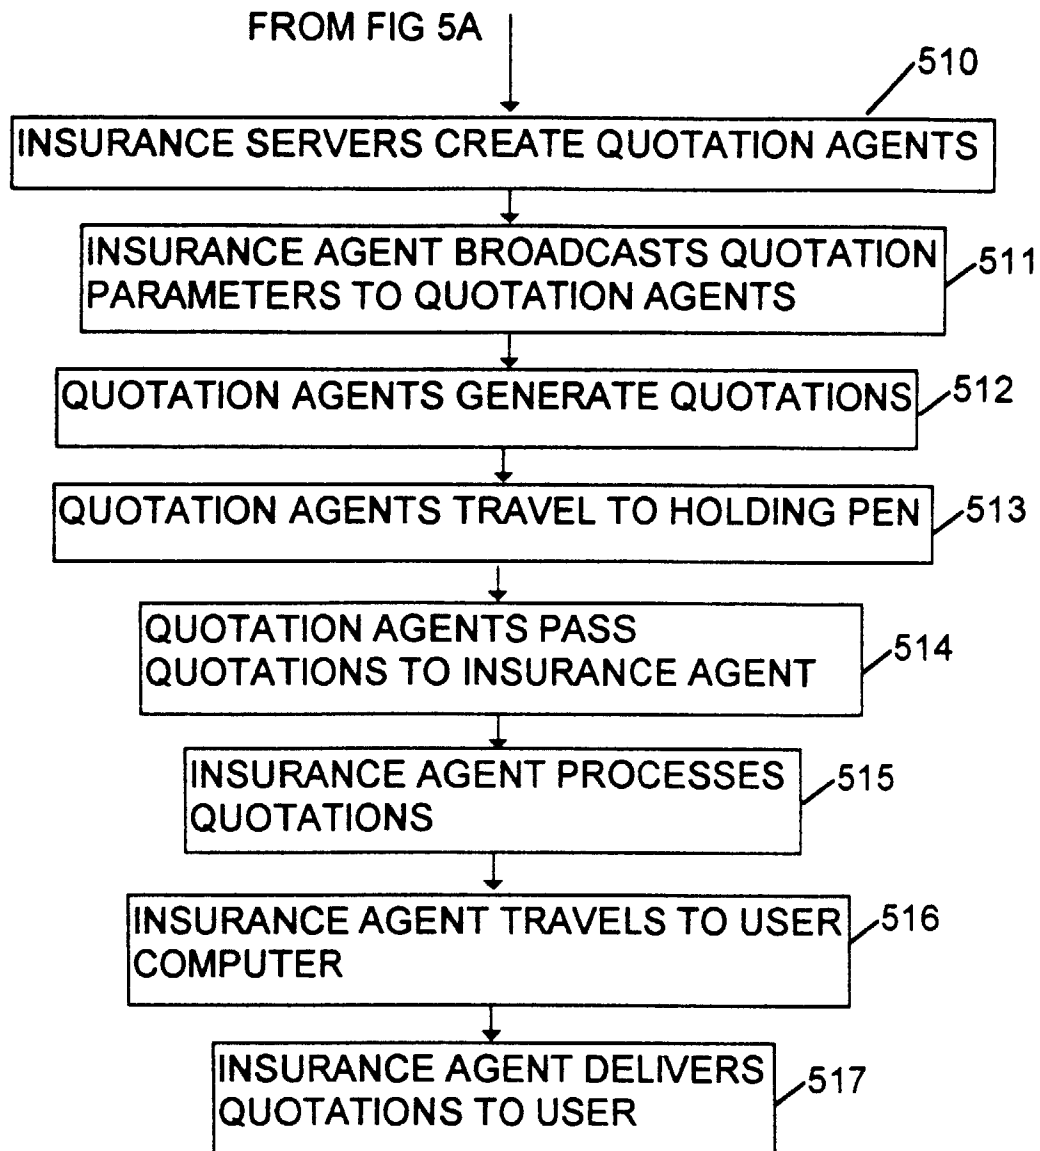 FROM FIG 5A
510
INSURANCE SERVERS CREATE QUOTATION AGENTS
INSURANCE AGENT BROADCASTS QUOTATION
PARAMETERS TO QUOTATION AGENTS
511
QUOTATION AGENTS GENERATE QUOTATIONS
512
QUOTATION AGENTS TRAVEL TO HOLDING PEN
513
QUOTATION AGENTS PASS
QUOTATIONS TO INSURANCE AGENT
514
INSURANCE AGENT PROCESSES
QUOTATIONS
515
INSURANCE AGENT TRAVELS TO USER
COMPUTER
516
INSURANCE AGENT DELIVERS
QUOTATIONS TO USER
517